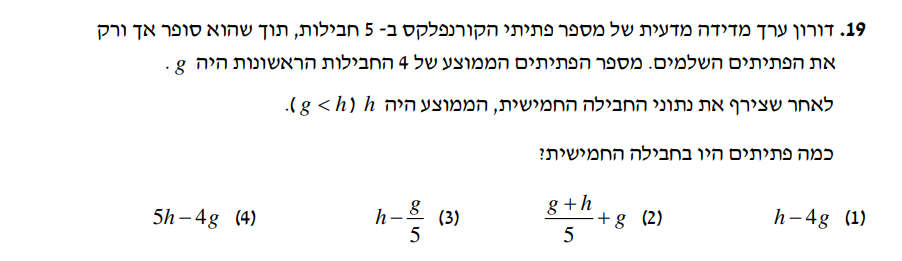 19. דורון ערך מדידה מדעית של מספר פתיתי הקורנפלקס ב- 5 חבילות, תוך שהוא סופר אך ורק
את הפתיתים השלמים. מספר הפתיתים הממוצע של 4 החבילות הראשונות היה g .
לאחר שצירף את נתוני החבילה החמישית, הממוצע היה h (g < h).
כמה פתיתים היו בחבילה החמישית?
(1) h – 4g (2) \frac{g+h}{5} + g (3) h – \frac{g}{5} (4) 5h – 4g